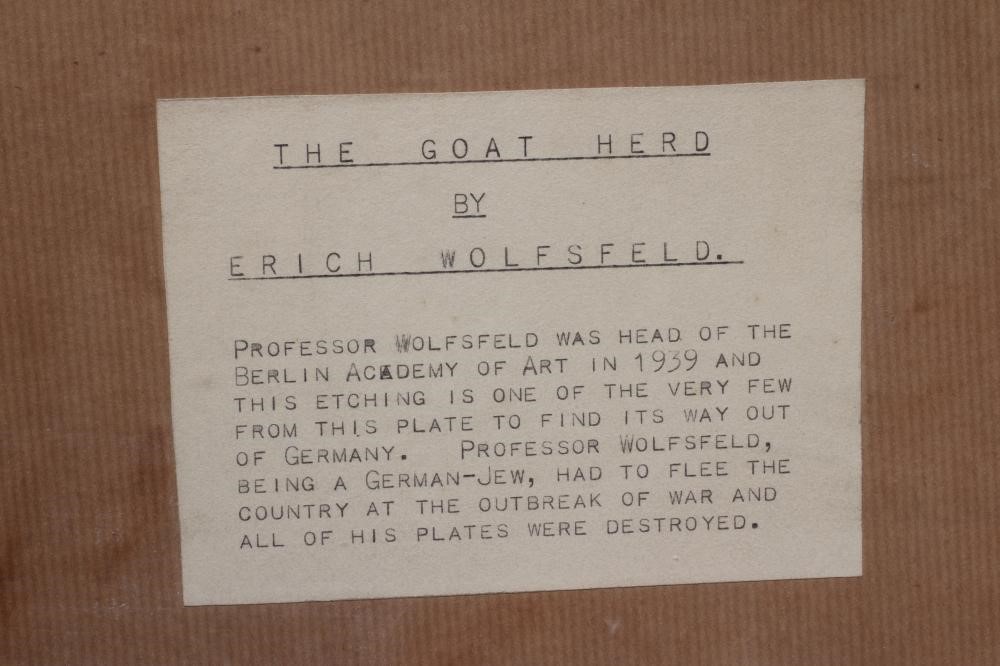 THE GOAT HERD
BY
ERICH WOLFSFELD.
PROFESSOR WOLFSFELD WAS HEAD OF THE
BERLIN ACADEMY OF ART IN 1939 AND
THIS ETCHING IS ONE OF THE VERY FEW
FROM THIS PLATE TO FIND ITS WAY OUT
OF GERMANY. PROFESSOR WOLFSFELD,
BEING A GERMAN-JEW, HAD TO FLEE THE
COUNTRY AT THE OUTBREAK OF WAR AND
ALL OF HIS PLATES WERE DESTROYED.